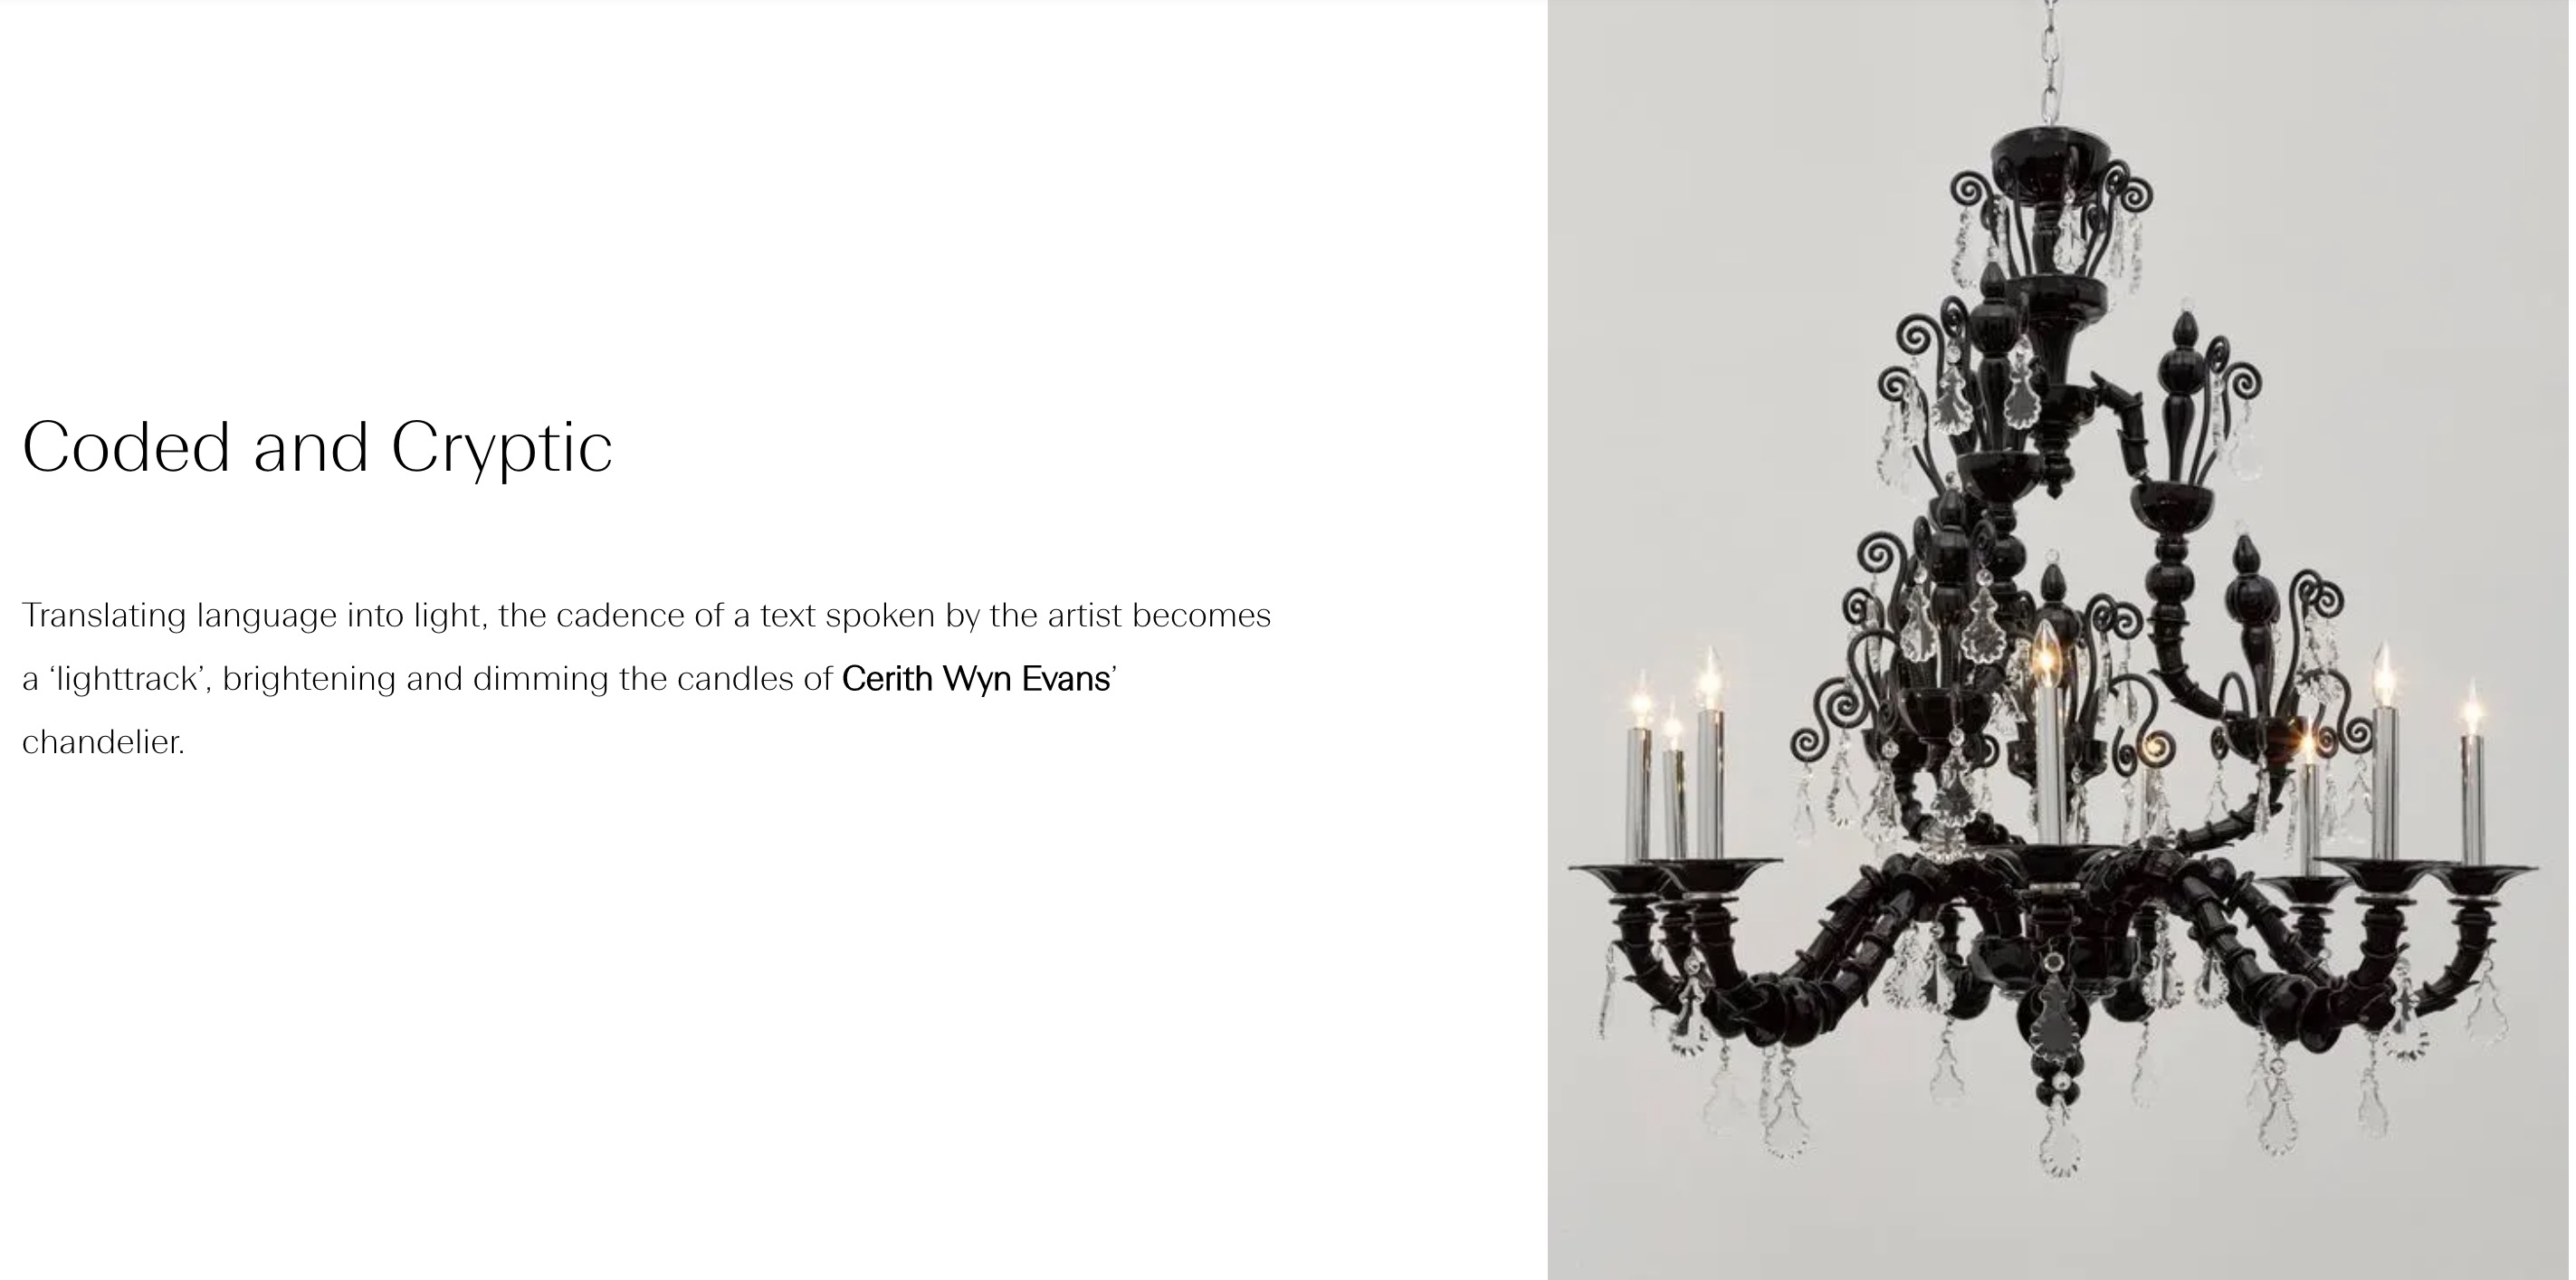 Coded and Cryptic
Translating language into light, the cadence of a text spoken by the artist becomes
a ‘lighttrack’, brightening and dimming the candles of Cerith Wyn Evans’
chandelier.